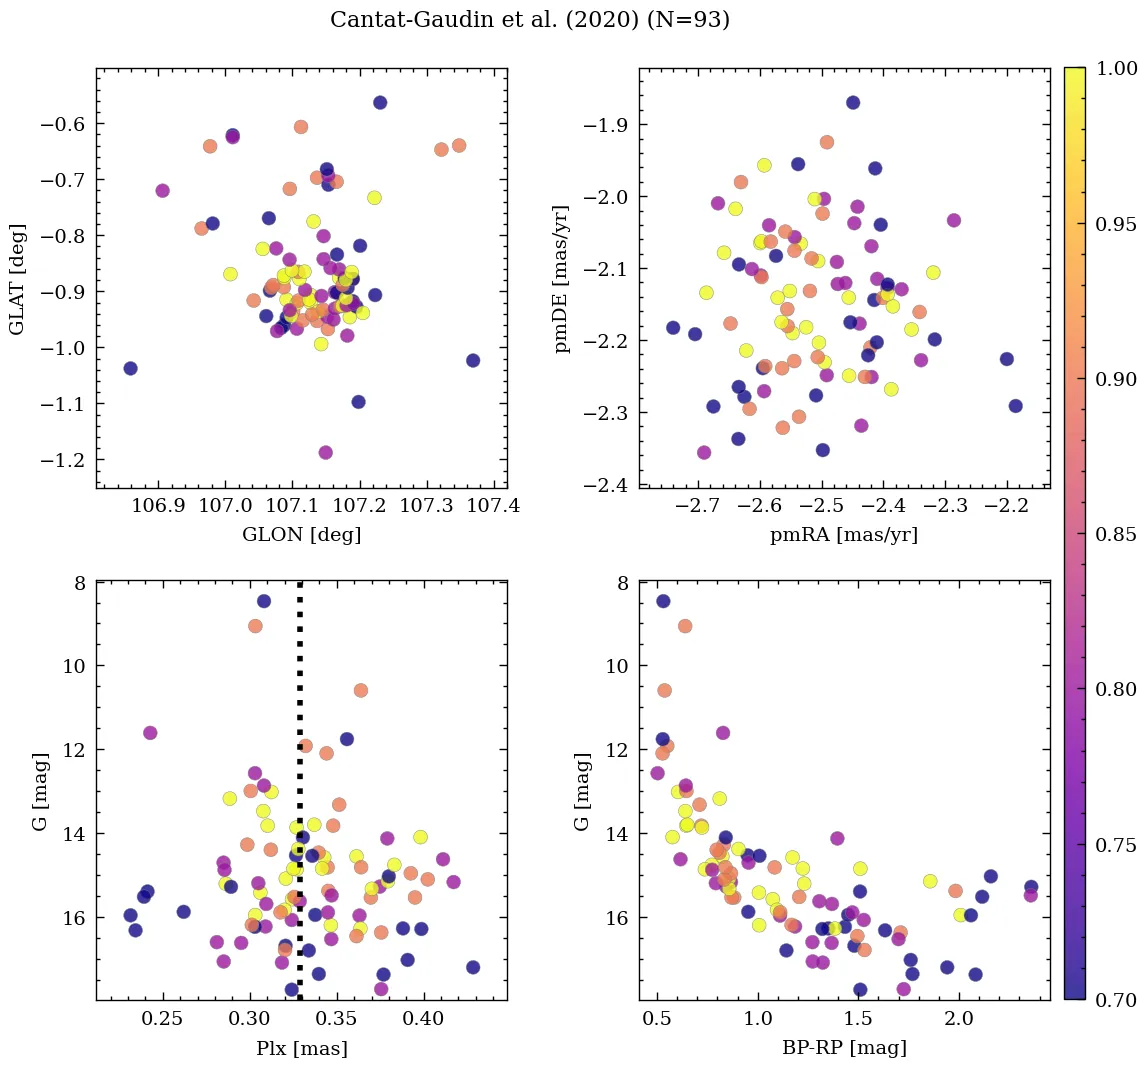 Cantat-Gaudin et al. (2020) (N=93)
−0.6
−0.7
−0.8
−0.9
−1.0
−1.1
−1.2
GLAT [deg]
106.9 107.0 107.1 107.2 107.3 107.4
GLON [deg]
−1.9
−2.0
−2.1
−2.2
−2.3
−2.4
pmDE [mas/yr]
−2.7 −2.6 −2.5 −2.4 −2.3 −2.2
pmRA [mas/yr]
8
10
12
14
16
G [mag]
0.25 0.30 0.35 0.40
Plx [mas]
8
10
12
14
16
G [mag]
0.5 1.0 1.5 2.0
BP-RP [mag]
1.00
0.95
0.90
0.85
0.80
0.75
0.70